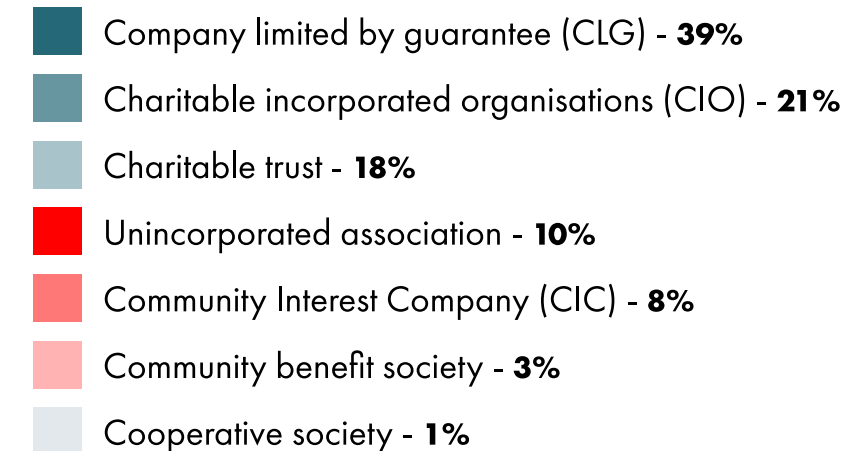 Company limited by guarantee (CLG) - 39%
Charitable incorporated organisations (CIO) - 21%
Charitable trust - 18%
Unincorporated association - 10%
Community Interest Company (CIC) - 8%
Community benefit society - 3%
Cooperative society - 1%